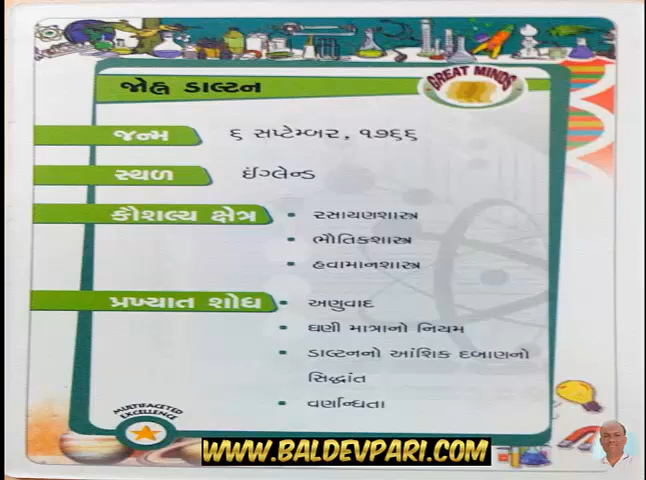 GREAT MINDS
જોહ્ન ડાલ્ટન
જન્મ ૬ સપ્ટેમ્બર, ૧૭૬૬
સ્થળ ઈંગ્લેન્ડ
કૌશલ્ય ક્ષેત્ર • રસાયણશાસ્ત્ર
• ભૌતિકશાસ્ત્ર
• હવામાનશાસ્ત્ર
પ્રખ્યાત શોધ • અણુવાદ
• ઘણી માત્રાનો નિયમ
• ડાલ્ટનનો આંશિક દબાણનો
સિદ્ધાંત
• વર્ણાન્ધતા
MULTIFACETED
EXCELLENCE
WWW.BALDEVPARI.COM